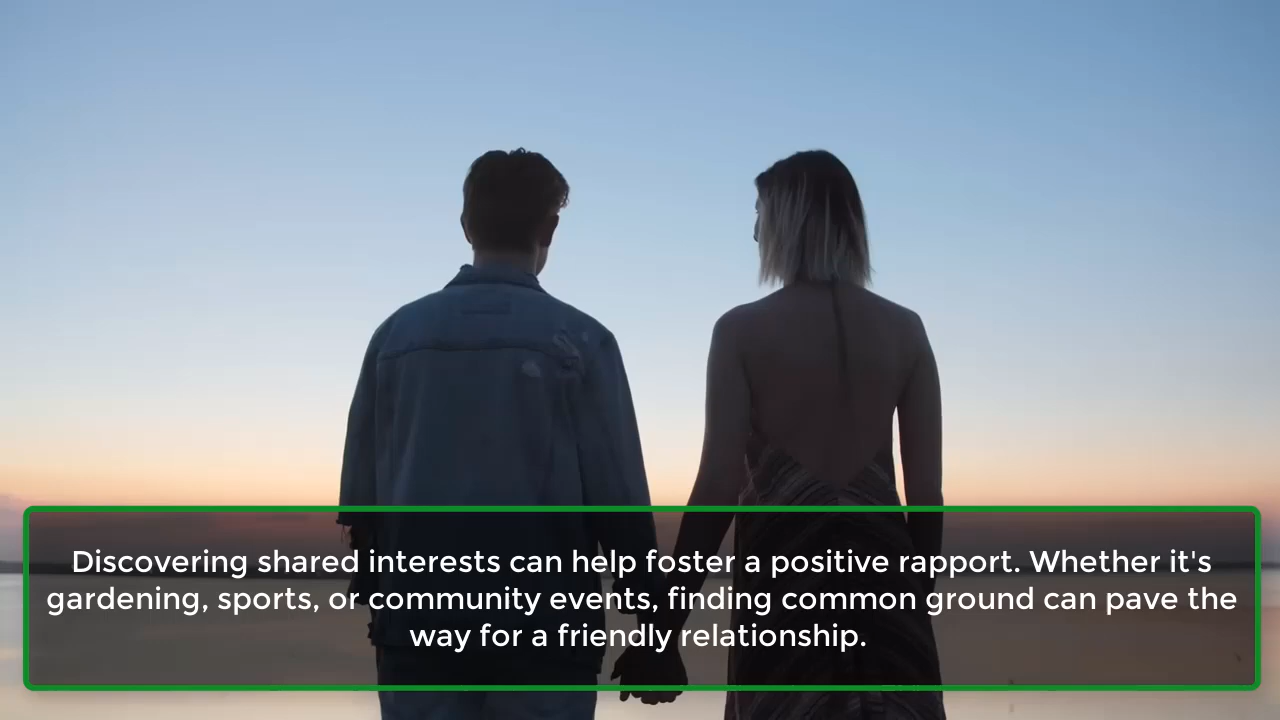 Discovering shared interests can help foster a positive rapport. Whether it's
gardening, sports, or community events, finding common ground can pave the
way for a friendly relationship.